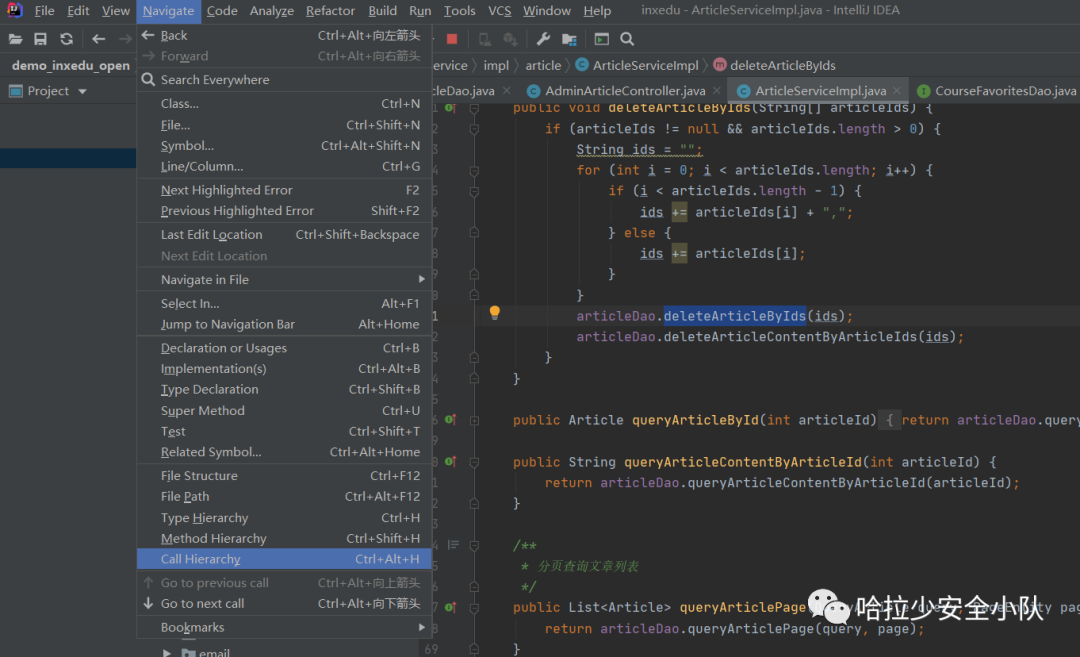 File Edit View Navigate Code Analyze Refactor Build Run Tools VCS Window Help inxedu - ArticleServiceImpl.java - IntelliJ IDEA
demo_inxedu_open
ervice impl article ArticleServiceImpl deleteArticleByIds
Project
cleDao.java AdminArticleController.java ArticleServiceImpl.java CourseFavoritesDao.java
Back Ctrl+Alt+向左箭头
Forward Ctrl+Alt+向右箭头
Search Everywhere
Class... Ctrl+N
File... Ctrl+Shift+N
Symbol... Ctrl+Alt+Shift+N
Line/Column... Ctrl+G
Next Highlighted Error F2
Previous Highlighted Error Shift+F2
Last Edit Location Ctrl+Shift+Backspace
Next Edit Location
Navigate in File
Select In... Alt+F1
Jump to Navigation Bar Alt+Home
Declaration or Usages Ctrl+B
Implementation(s) Ctrl+Alt+B
Type Declaration Ctrl+Shift+B
Super Method Ctrl+U
Test Ctrl+Shift+T
Related Symbol... Ctrl+Alt+Home
File Structure Ctrl+F12
File Path Ctrl+Alt+F12
Type Hierarchy Ctrl+H
Method Hierarchy Ctrl+Shift+H
Call Hierarchy Ctrl+Alt+H
Go to previous call Ctrl+Alt+向上箭头
Go to next call Ctrl+Alt+向下箭头
Bookmarks
email
public void deleteArticleByIds(String[] articleIds) {
if (articleIds != null && articleIds.length > 0) {
String ids = "";
for (int i = 0; i < articleIds.length; i++) {
if (i < articleIds.length - 1) {
ids += articleIds[i] + ",";
} else {
ids += articleIds[i];
}
}
articleDao.deleteArticleByIds(ids);
articleDao.deleteArticleContentByArticleIds(ids);
}
}
public Article queryArticleById(int articleId) { return articleDao.query
public String queryArticleContentByArticleId(int articleId) {
return articleDao.queryArticleContentByArticleId(articleId);
}
/**
* 分页查询文章列表
*/
public List<Article> queryArticlePage( query, PageEntity pag
return articleDao.queryArticlePage(query, page);
69 }
哈拉少安全小队